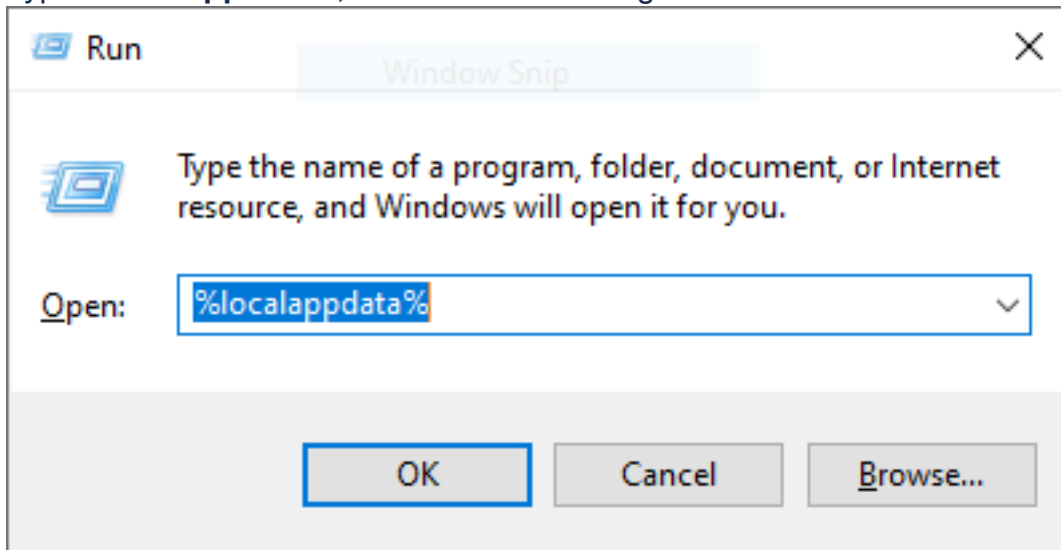 Run
Window Snip
Type the name of a program, folder, document, or Internet
resource, and Windows will open it for you.
Open: %localappdata%
OK Cancel Browse...